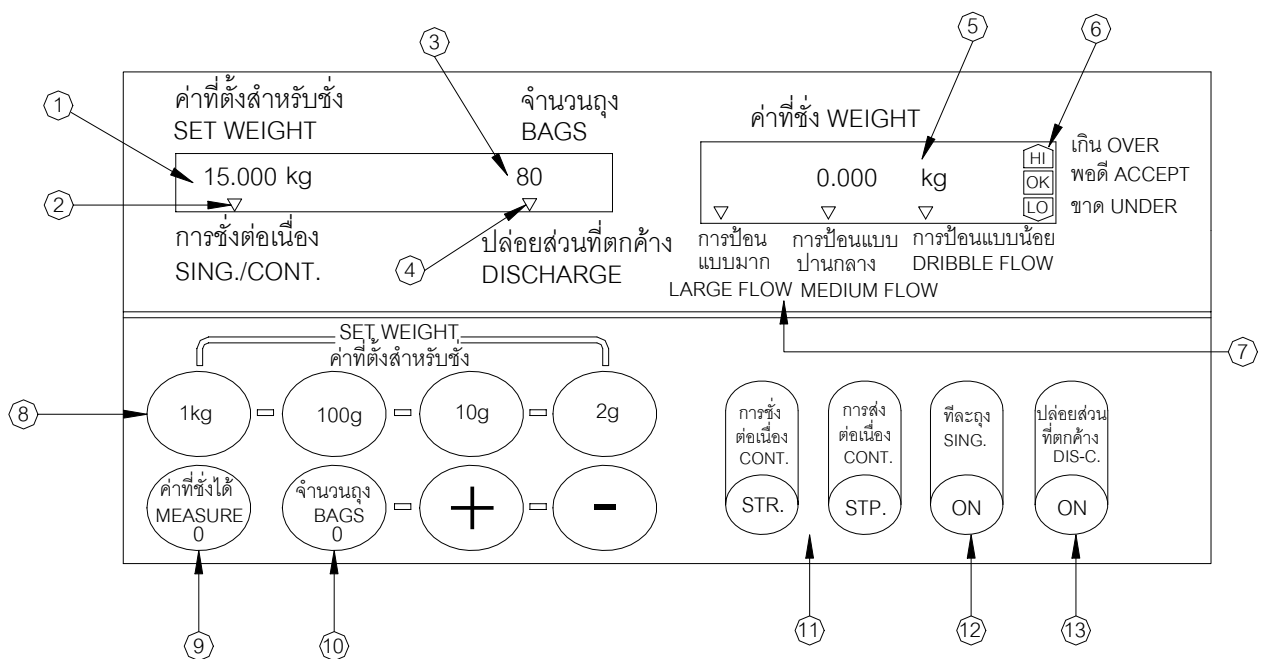 3
5
6
1
ค่าที่ตั้งสำหรับชั่ง
SET WEIGHT
จำนวนถุง
BAGS
ค่าที่ชั่ง WEIGHT
15.000 kg
80
0.000 kg
HI
OK
LO
เกิน OVER
พอดี ACCEPT
ขาด UNDER
2
4
การชั่งต่อเนื่อง
SING./CONT.
ปล่อยส่วนที่ตกค้าง
DISCHARGE
การป้อน
แบบมาก
LARGE FLOW
การป้อนแบบ
ปานกลาง
MEDIUM FLOW
การป้อนแบบน้อย
DRIBBLE FLOW
7
SET WEIGHT
ค่าที่ตั้งสำหรับชั่ง
8
1kg
100g
10g
2g
ค่าที่ชั่งได้
MEASURE
0
จำนวนถุง
BAGS
0
+
-
การชั่ง
ต่อเนื่อง
CONT.
STR.
การส่ง
ต่อเนื่อง
CONT.
STP.
ทีละถุง
SING.
ON
ปล่อยส่วน
ที่ตกค้าง
DIS-C.
ON
9
10
11
12
13